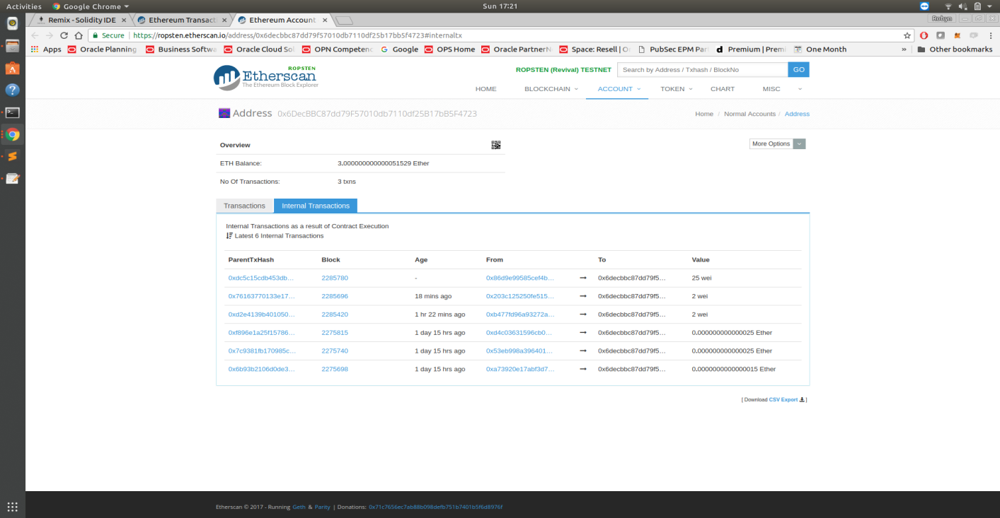 Activities Google Chrome Sun 17:21
Remix - Solidity IDE × Ethereum Transact × Ethereum Account × Robyn
Secure | https://ropsten.etherscan.io/address/0x6decbbc87dd79f57010db7110df25b17bb5f4723#internaltx
Apps Oracle Planning Business Softwa Oracle Cloud Sol OPN Competenc Google OPS Home Oracle PartnerN Space: Resell | O PubSec EPM Par Premium | Premi One Month » Other bookmarks
ROPSTEN
Etherscan
The Ethereum Block Explorer
ROPSTEN (Revival) TESTNET Search by Address / Txhash / BlockNo GO
HOME BLOCKCHAIN ACCOUNT TOKEN CHART MISC
Address 0x6DecBBC87dd79F57010db7110df25B17bB5F4723 Home / Normal Accounts / Address
Overview More Options
ETH Balance: 3.000000000000051529 Ether
No Of Transactions: 3 txns
Transactions Internal Transactions
Internal Transactions as a result of Contract Execution
Latest 6 Internal Transactions
ParentTxHash Block Age From To Value
0xdc5c15cdb453db... 2285780 - 0x86d9e99585cef4b... → 0x6decbbc87dd79f5... 25 wei
0x76163770133e17... 2285696 18 mins ago 0x203c125250fe515... → 0x6decbbc87dd79f5... 2 wei
0xd2e4139b401050... 2285420 1 hr 22 mins ago 0xb477fd96a93272a... → 0x6decbbc87dd79f5... 2 wei
0xf896e1a25f15786... 2275815 1 day 15 hrs ago 0xd4c03631596cb0... → 0x6decbbc87dd79f5... 0.000000000000025 Ether
0x7c9381fb170985c... 2275740 1 day 15 hrs ago 0x53eb998a396401... → 0x6decbbc87dd79f5... 0.000000000000025 Ether
0x6b93b2106d0de3... 2275698 1 day 15 hrs ago 0xa73920e17abf3d7... → 0x6decbbc87dd79f5... 0.0000000000000015 Ether
[ Download CSV Export ]
Etherscan © 2017 - Running Geth & Parity | Donations: 0x71c7656ec7ab88b098defb751b7401b5f6d8976f